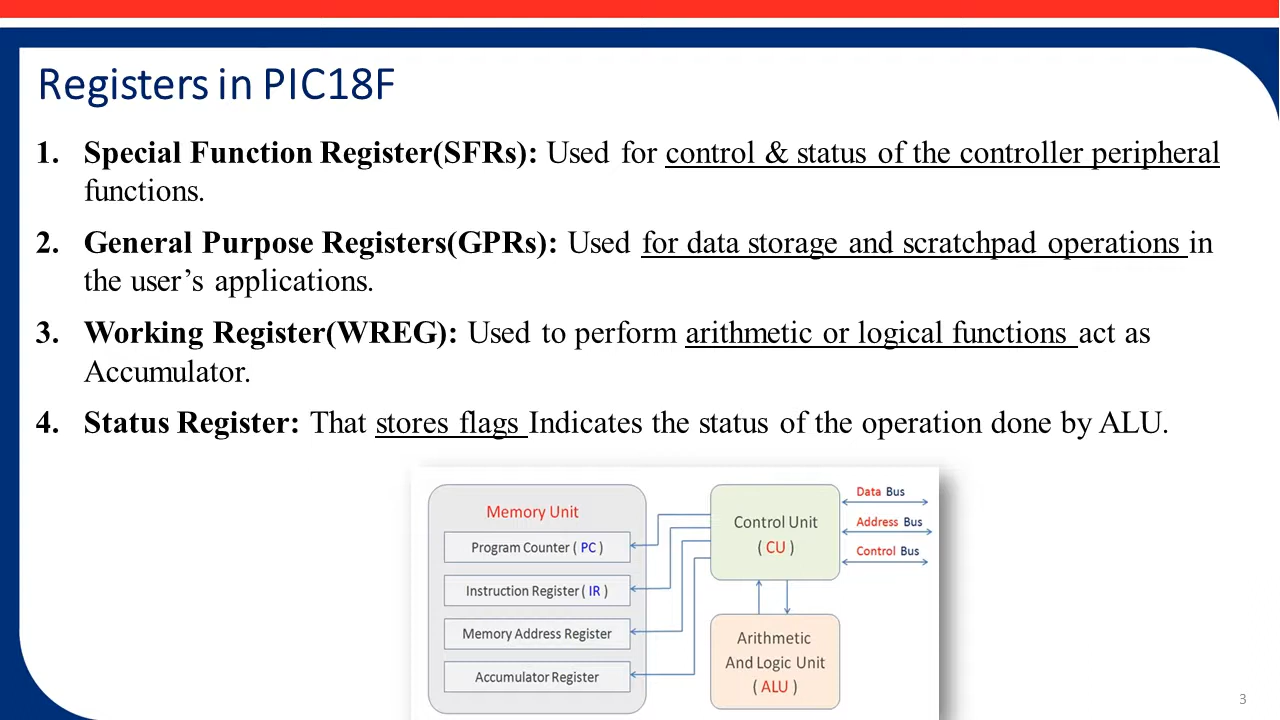 Registers in PIC18F
1. Special Function Register(SFRs): Used for control & status of the controller peripheral
functions.
2. General Purpose Registers(GPRs): Used for data storage and scratchpad operations in
the user’s applications.
3. Working Register(WREG): Used to perform arithmetic or logical functions act as
Accumulator.
4. Status Register: That stores flags Indicates the status of the operation done by ALU.
Memory Unit
Program Counter ( PC )
Instruction Register ( IR )
Memory Address Register
Accumulator Register
Control Unit
( CU )
Data Bus
Address Bus
Control Bus
Arithmetic
And Logic Unit
( ALU )
3